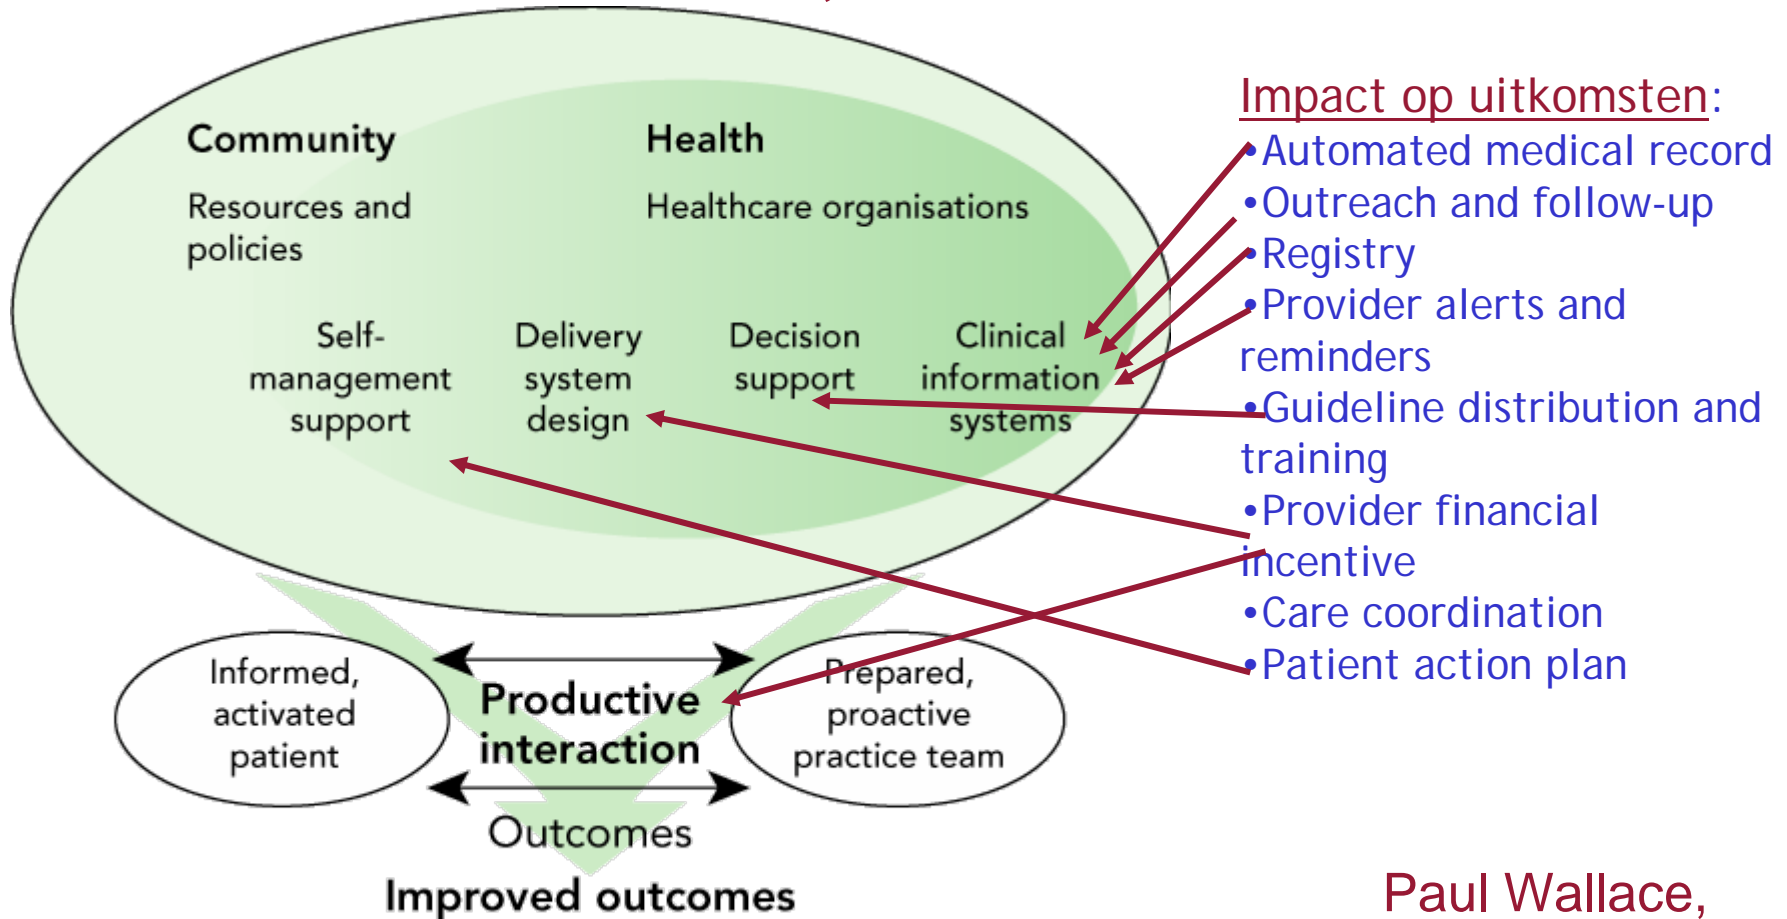 Community
Resources and
policies
Health
Healthcare organisations
Self-
management
support
Delivery
system
design
Decision
support
Clinical
information
systems
Informed,
activated
patient
Productive
interaction
Prepared,
proactive
practice team
Outcomes
Improved outcomes
Impact op uitkomsten:
•Automated medical record
•Outreach and follow-up
•Registry
•Provider alerts and
reminders
•Guideline distribution and
training
•Provider financial
incentive
•Care coordination
•Patient action plan
Paul Wallace,